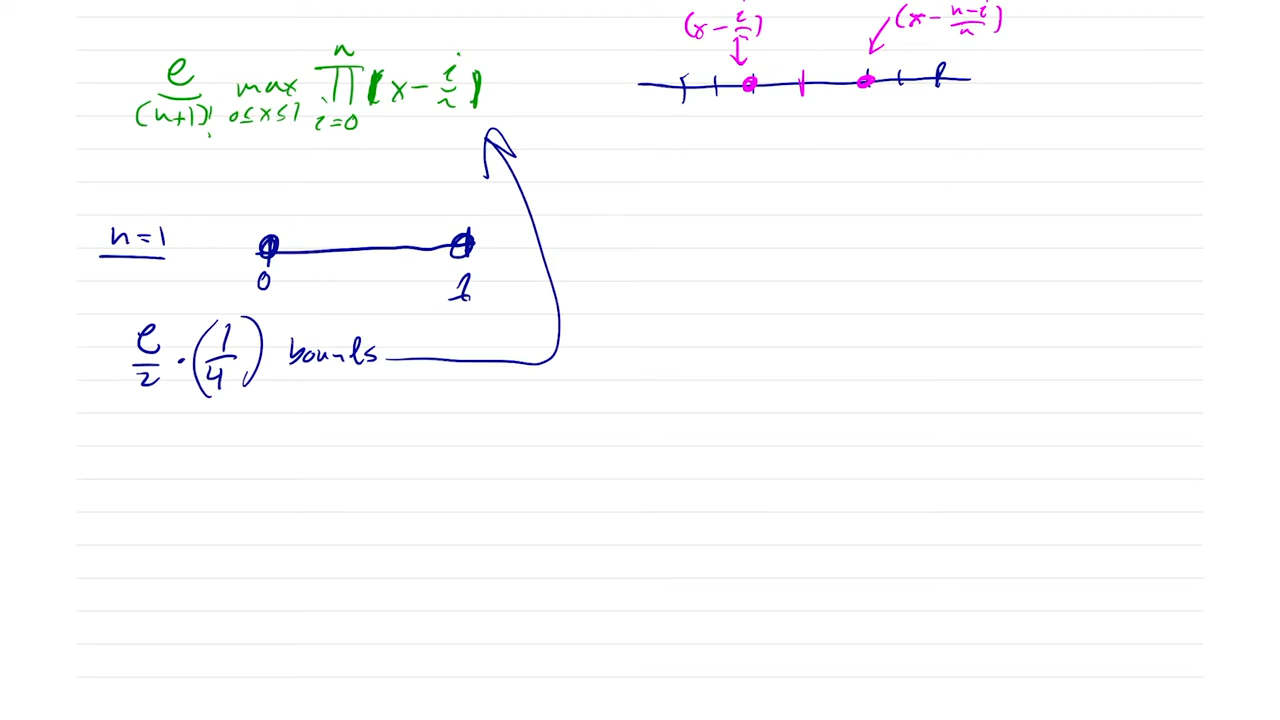 e/(n+1)! max_{0≤x≤1} ∏_{i=0}^{n} |x - i/n|
(x - i/n) (x - (n-i)/n)
n=1
0 1
e/2 · (1/4) bounds